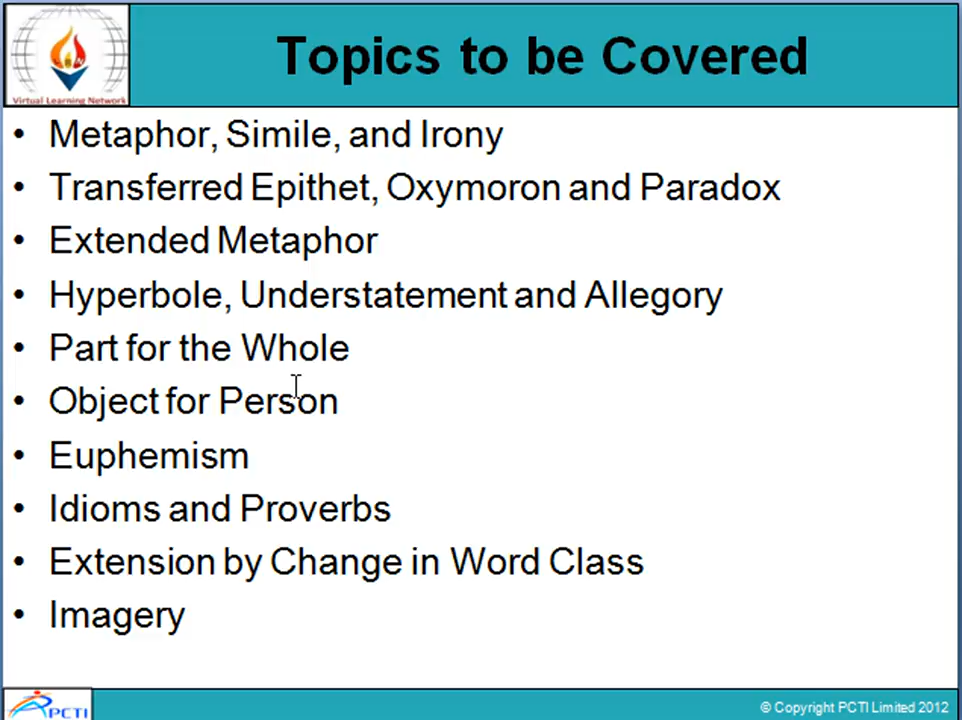 Virtual Learning Network
Topics to be Covered
• Metaphor, Simile, and Irony
• Transferred Epithet, Oxymoron and Paradox
• Extended Metaphor
• Hyperbole, Understatement and Allegory
• Part for the Whole
• Object for Person
• Euphemism
• Idioms and Proverbs
• Extension by Change in Word Class
• Imagery
PCTI
© Copyright PCTI Limited 2012